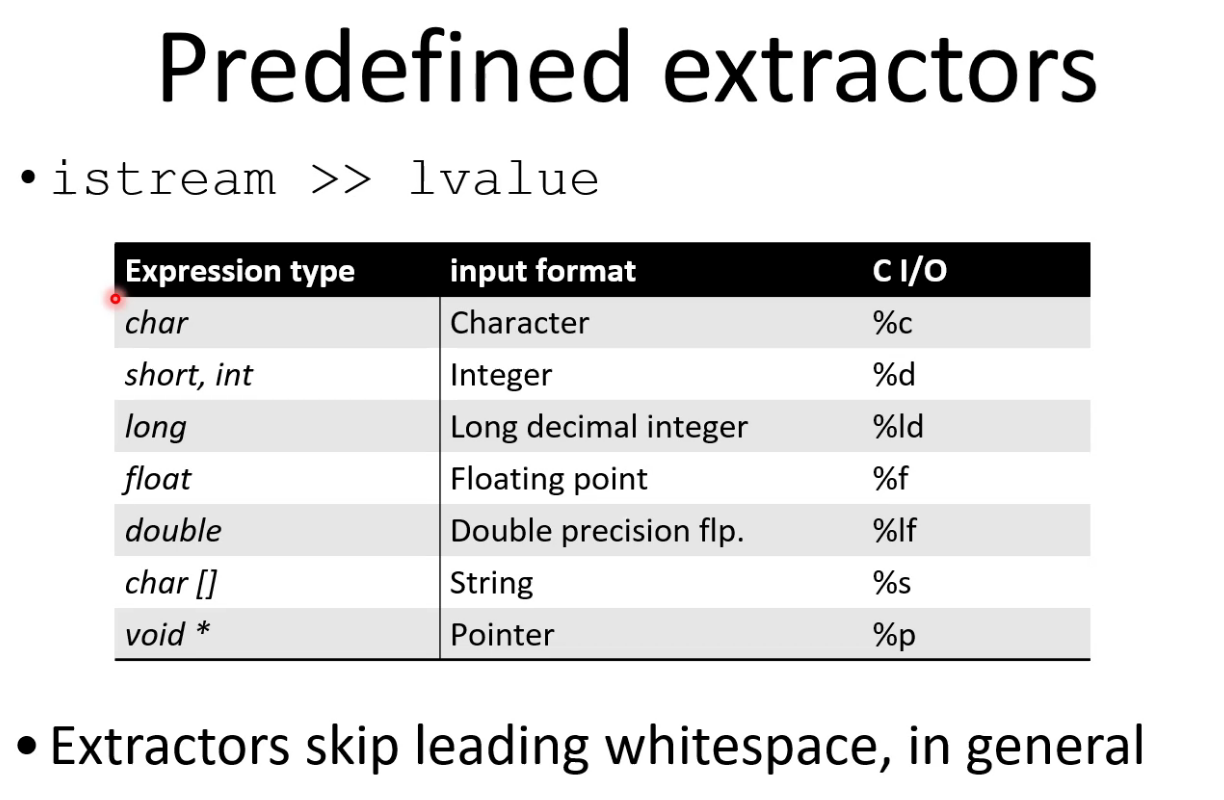 Predefined extractors
• istream >> lvalue
Expression type input format C I/O
char Character %c
short, int Integer %d
long Long decimal integer %ld
float Floating point %f
double Double precision flp. %lf
char [] String %s
void * Pointer %p
• Extractors skip leading whitespace, in general